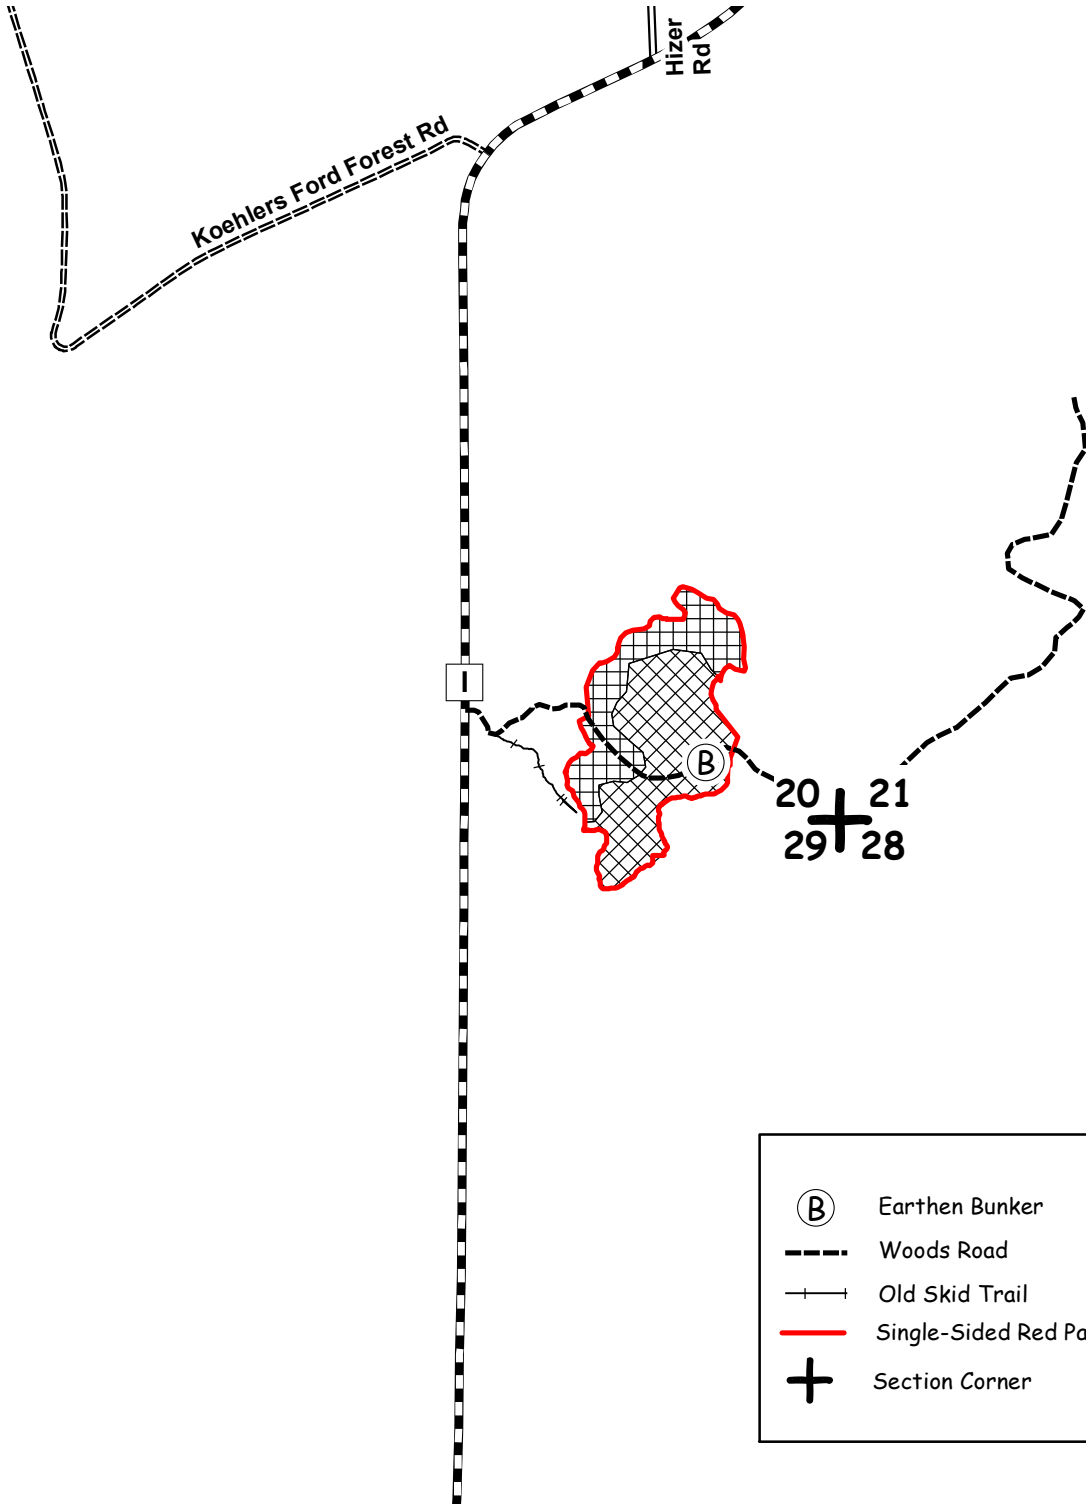 Hizer
Rd
Koehlers Ford Forest Rd
I
B
20 21
29 28
B Earthen Bunker
Woods Road
Old Skid Trail
Single-Sided Red Pa
Section Corner